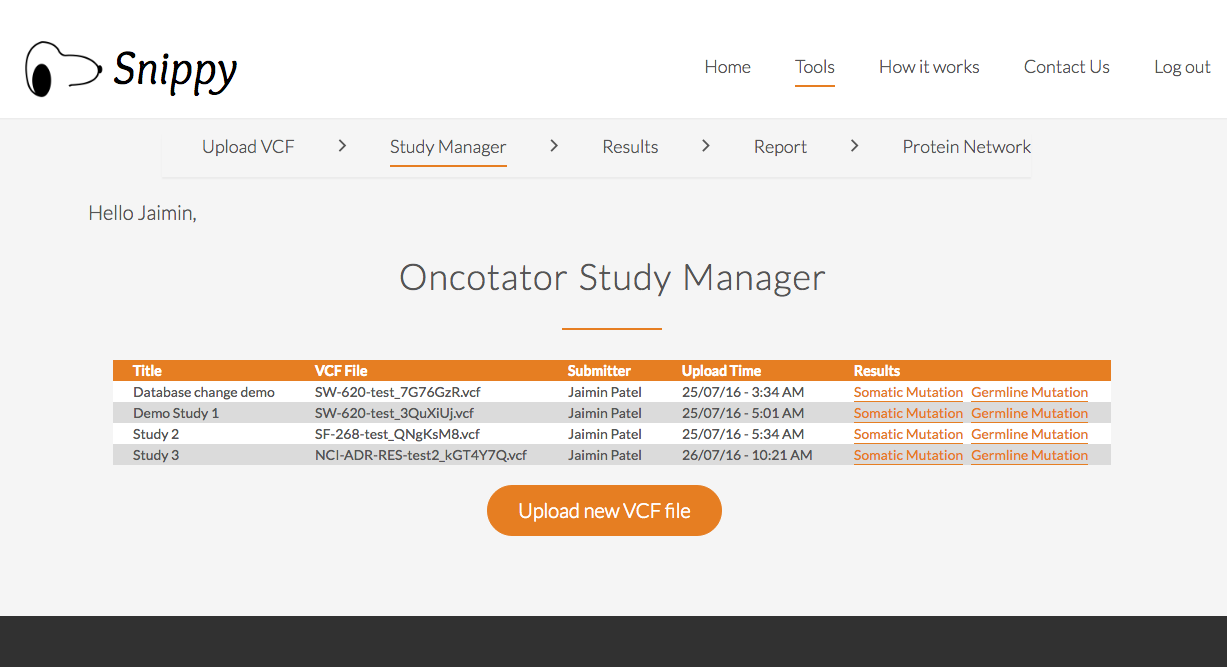 Snippy
Home Tools How it works Contact Us Log out
Upload VCF > Study Manager > Results > Report > Protein Network
Hello Jaimin,
Oncotator Study Manager
Title VCF File Submitter Upload Time Results
Database change demo SW-620-test_7G76GzR.vcf Jaimin Patel 25/07/16 - 3:34 AM Somatic Mutation Germline Mutation
Demo Study 1 SW-620-test_3QuXiUj.vcf Jaimin Patel 25/07/16 - 5:01 AM Somatic Mutation Germline Mutation
Study 2 SF-268-test_QNgKsM8.vcf Jaimin Patel 25/07/16 - 5:34 AM Somatic Mutation Germline Mutation
Study 3 NCI-ADR-RES-test2_kGT4Y7Q.vcf Jaimin Patel 26/07/16 - 10:21 AM Somatic Mutation Germline Mutation
Upload new VCF file